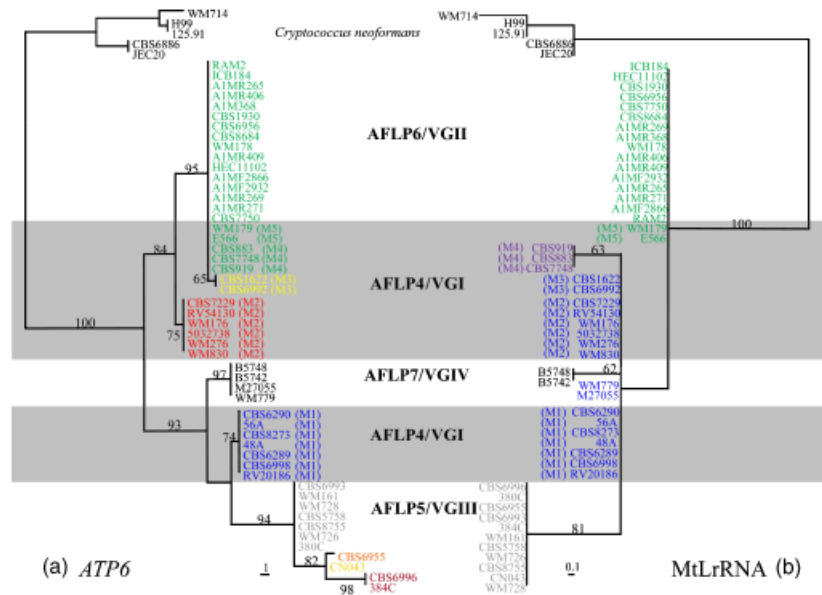 WM714
H99
125.91
CBS6886
JEC20
Cryptococcus neoformans
WM714
H99
125.91
CBS6886
JEC20
RAM2
ICB184
A1MR265
A1MR406
A1M368
CBS1930
CBS6956
CBS8684
WM178
A1MR409
HEC11102
A1MF2866
A1MF2932
A1MR269
A1MR271
CBS7750
WM179 (M5)
E566 (M5)
CBS883 (M4)
CBS7748 (M4)
CBS919 (M4)
CBS1622 (M3)
CBS6992 (M3)
CBS7229 (M2)
RV54130 (M2)
WM176 (M2)
5032738 (M2)
WM276 (M2)
WM830 (M2)
B5748
B5742
M27055
WM779
CBS6290 (M1)
56A (M1)
CBS8273 (M1)
48A (M1)
CBS6289 (M1)
CBS6998 (M1)
RV20186 (M1)
CBS6993
WM161
WM728
CBS5758
CBS8755
WM726
380C
CBS6955
CN043
CBS6996
384C
95
84
65
75
100
97
93
74
94
82
98
1
(a) ATP6
AFLP6/VGII
AFLP4/VGI
AFLP7/VGIV
AFLP4/VGI
AFLP5/VGIII
ICB184
HEC11102
CBS1930
CBS6956
CBS7750
CBS8684
A1MR269
A1MR368
WM178
A1MR406
A1MR409
A1MF2932
A1MR265
A1MR271
A1MF2866
RAM2
(M5) WM179
(M5) E566
(M4) CBS919
(M4) CBS883
(M4) CBS7748
(M3) CBS1622
(M3) CBS6992
(M2) CBS7229
(M2) RV54130
(M2) WM176
(M2) 5032738
(M2) WM276
(M2) WM830
B5748
B5742
WM779
M27055
(M1) CBS6290
(M1) 56A
(M1) CBS8273
(M1) 48A
(M1) CBS6289
(M1) CBS6998
(M1) RV20186
CBS6996
380C
CBS6955
CBS6993
384C
WM161
CBS5758
WM726
CBS8755
CN043
WM728
100
63
62
81
0.1
MtLrRNA (b)